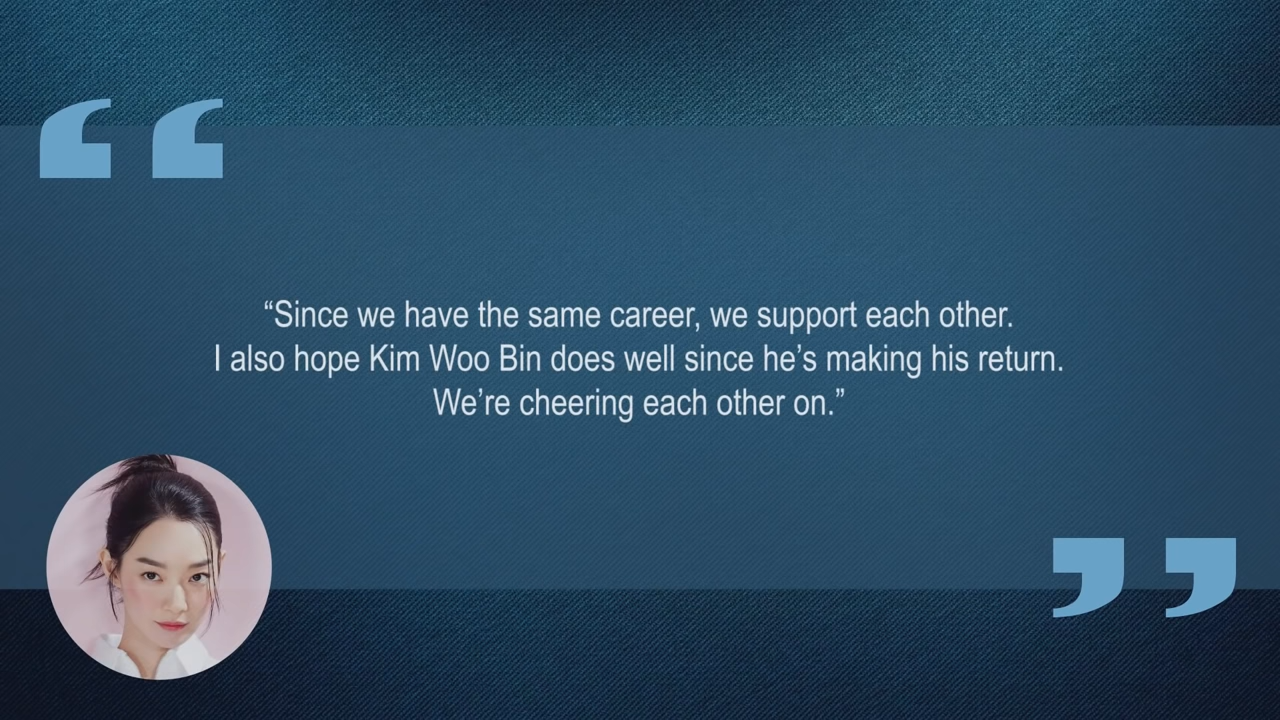 “Since we have the same career, we support each other.
I also hope Kim Woo Bin does well since he’s making his return.
We’re cheering each other on.”